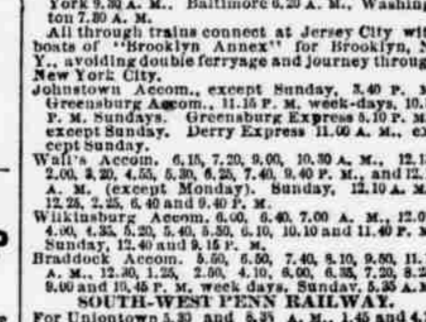 York 9.30 A. M., Baltimore 6.20 A. M., Washing
ton 7.30 A. M.
All through trains connect at Jersey City wit
boats of "Brooklyn Annex" for Brooklyn, N
Y., avoiding double ferryage and journey throug
New York City.
Johnstown Accom., except Sunday, 3.40 P. M
Greensburg Accom., 11.15 P. M. week-days, 10.
P. M. Sundays. Greensburg Express 5.10 P. M
except Sunday. Derry Express 11.00 A. M., ex
cept Sunday.
Wall's Accom. 6.15, 7.20, 9.00, 10.30 A. M., 12.1
2.00, 3.20, 4.55, 5.30, 6.25, 7.40, 9.40 P. M., and 12.
A. M. (except Monday). Sunday, 12.10 A. M
12.25, 2.25, 6.40 and 9.40 P. M.
Wilkinsburg Accom. 6.00, 6.40, 7.00 A. M., 12.0
4.00, 4.35, 5.20, 5.40, 5.50, 6.10, 10.10 and 11.40 P. M
Sunday, 12.40 and 9.15 P. M.
Braddock Accom. 5.50, 6.50, 7.40, 8.10, 9.50, 11.
A. M., 12.30, 1.25, 2.50, 4.10, 6.00, 6.35, 7.20, 8.2
9.00 and 10.45 P. M. week days. Sunday, 5.35 A. M
SOUTH-WEST PENN RAILWAY.
For Uniontown 5.30 and 8.35 A. M., 1.45 and 4.